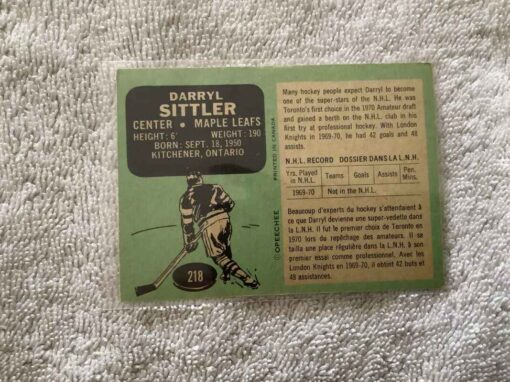 DARRYL
SITTLER
CENTER • MAPLE LEAFS
HEIGHT: 6' WEIGHT: 190
BORN: SEPT. 18, 1950
KITCHENER, ONTARIO
218
©OPEECHEE PRINTED IN CANADA
Many hockey people expect Darryl to become
one of the super-stars of the N.H.L. He was
Toronto's first choice in the 1970 Amateur draft
and gained a berth on the N.H.L. club in his
first try at professional hockey. With London
Knights in 1969-70, he had 42 goals and 48
assists.
N.H.L. RECORD DOSSIER DANS LA L.N.H.
Yrs. Played in N.H.L. Teams Goals Assists Pen. Mins.
1969-70 Not in the N.H.L.
Beaucoup d'experts du hockey s'attendaient à
ce que Darryl devienne une super-vedette dans
la L.N.H. Il fut le premier choix de Toronto en
1970 lors du repêchage des amateurs. Il se
tailla une place régulière dans la L.N.H. à son
premier essai comme professionnel. Avec les
London Knights en 1969-70, il obtint 42 buts et
48 assistances.